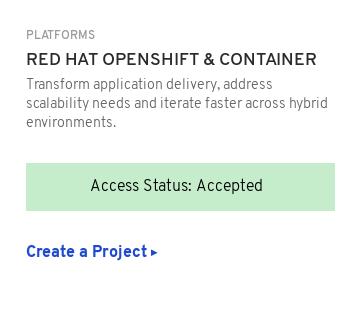 PLATFORMS
RED HAT OPENSHIFT & CONTAINER
Transform application delivery, address
scalability needs and iterate faster across hybrid
environments.
Access Status: Accepted
Create a Project ▸